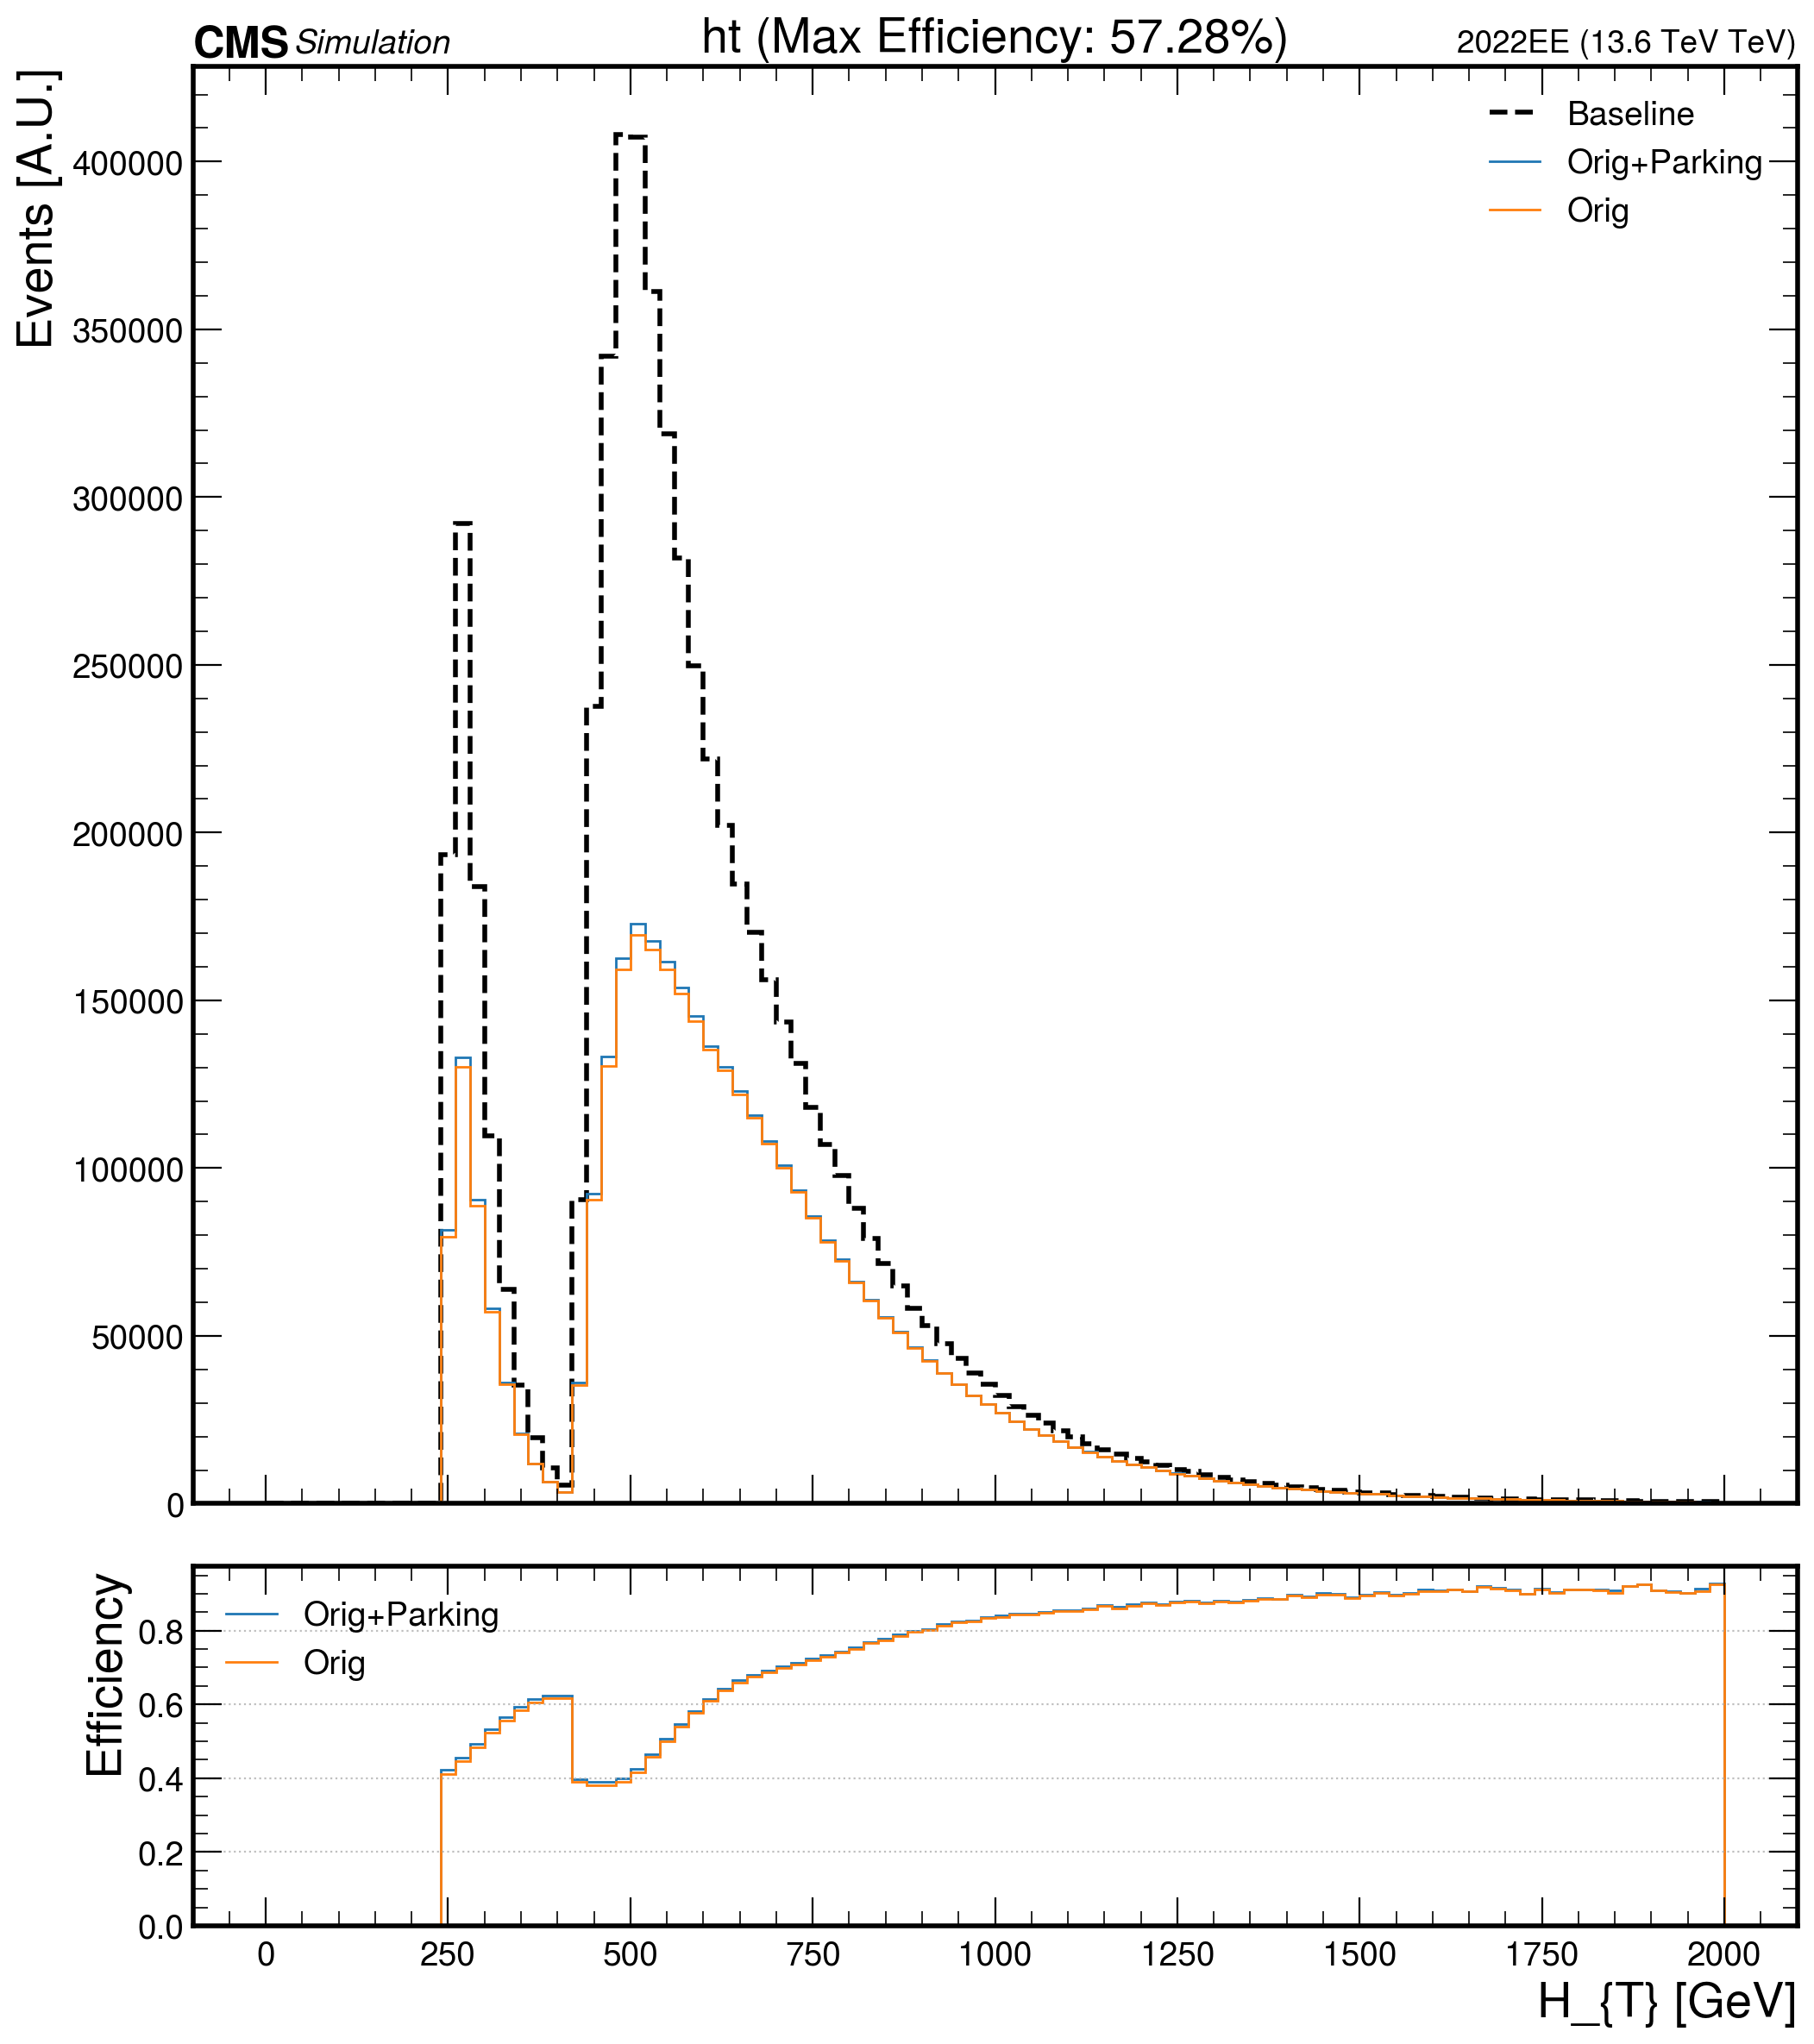 CMS Simulation ht (Max Efficiency: 57.28%) 2022EE (13.6 TeV TeV)
Events [A.U.]
Baseline
Orig+Parking
Orig
400000
350000
300000
250000
200000
150000
100000
50000
0
Efficiency
Orig+Parking
Orig
0.8
0.6
0.4
0.2
0.0
0 250 500 750 1000 1250 1500 1750 2000
H_{T} [GeV]